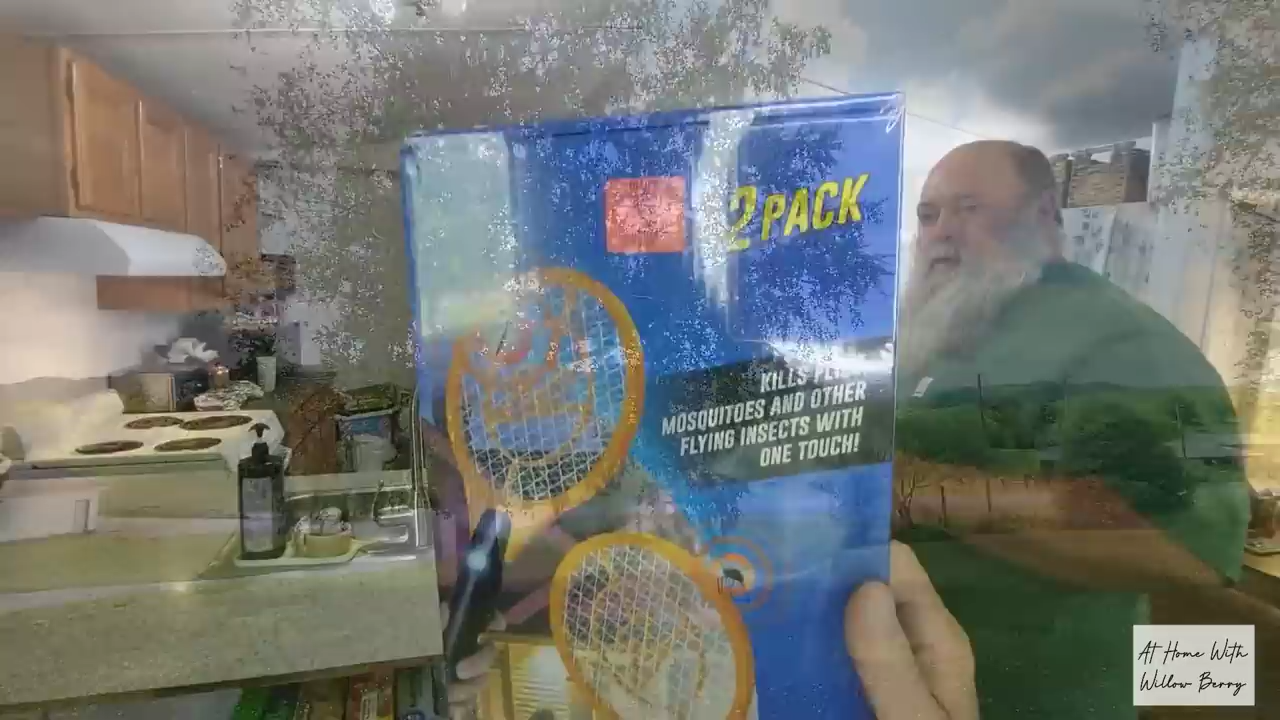 2 PACK
KILLS
MOSQUITOES AND OTHER
FLYING INSECTS WITH
ONE TOUCH!
At Home With
Willow Berry